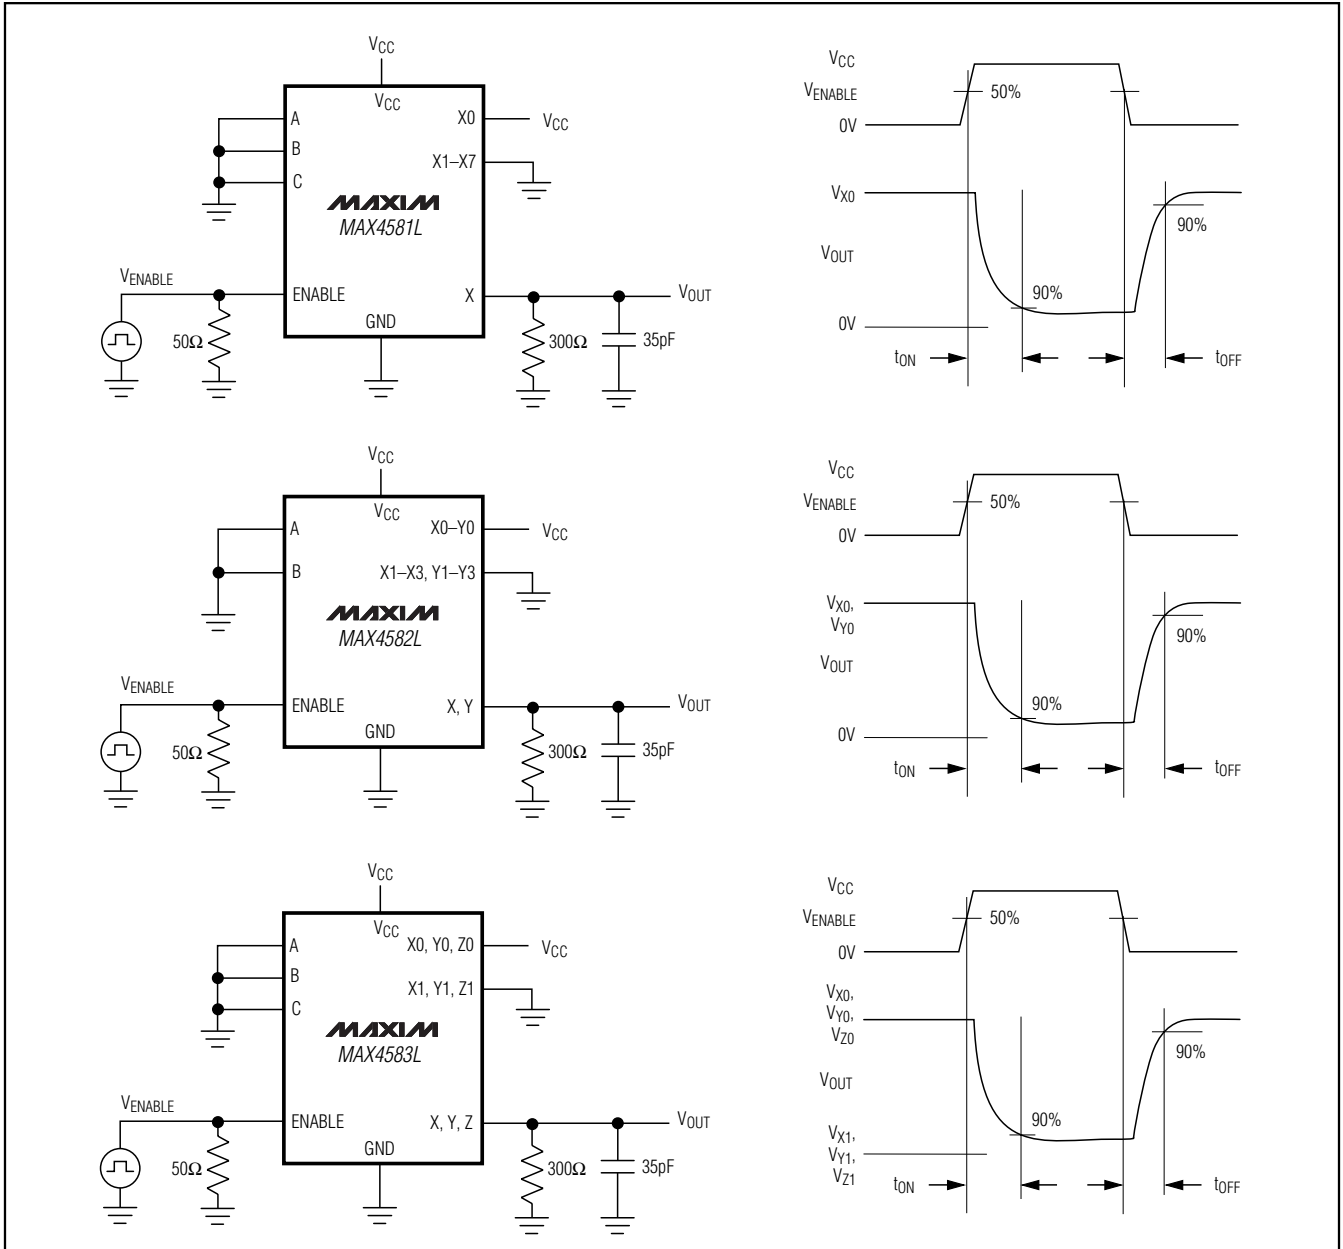 VCC
VCC
A
B
C
X0
VCC
X1–X7
MAXIM
MAX4581L
VENABLE
ENABLE
X
VOUT
GND
50Ω
300Ω
35pF
VCC
VENABLE
50%
0V
VX0
90%
VOUT
90%
0V
tON
tOFF
VCC
VCC
A
B
X0–Y0
VCC
X1–X3, Y1–Y3
MAXIM
MAX4582L
VENABLE
ENABLE
X, Y
VOUT
GND
50Ω
300Ω
35pF
VCC
VENABLE
50%
0V
VX0,
VY0
90%
VOUT
90%
0V
tON
tOFF
VCC
VCC
A
B
C
X0, Y0, Z0
VCC
X1, Y1, Z1
MAXIM
MAX4583L
VENABLE
ENABLE
X, Y, Z
VOUT
GND
50Ω
300Ω
35pF
VCC
VENABLE
50%
0V
VX0,
VY0,
VZ0
90%
VOUT
90%
VX1,
VY1,
VZ1
tON
tOFF